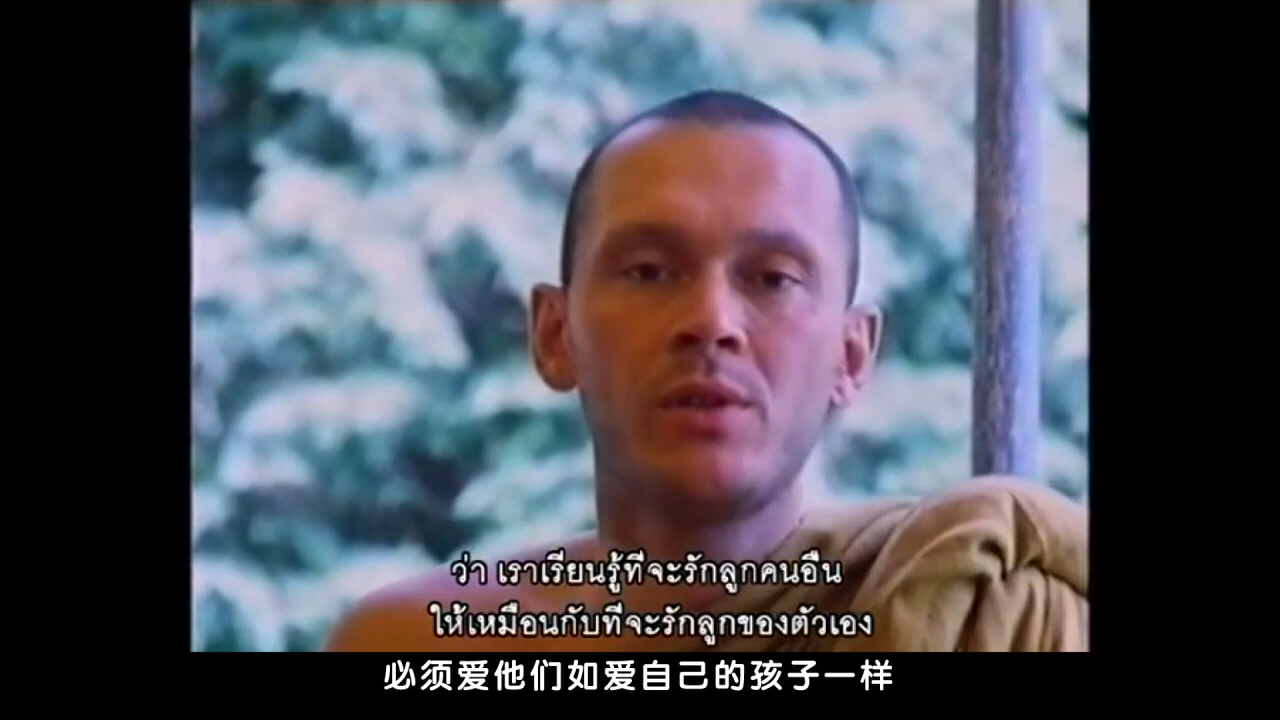 ว่า เราเรียนรู้ที่จะรักลูกคนอื่น
ให้เหมือนกับที่จะรักลูกของตัวเอง
必须爱他们如爱自己的孩子一样